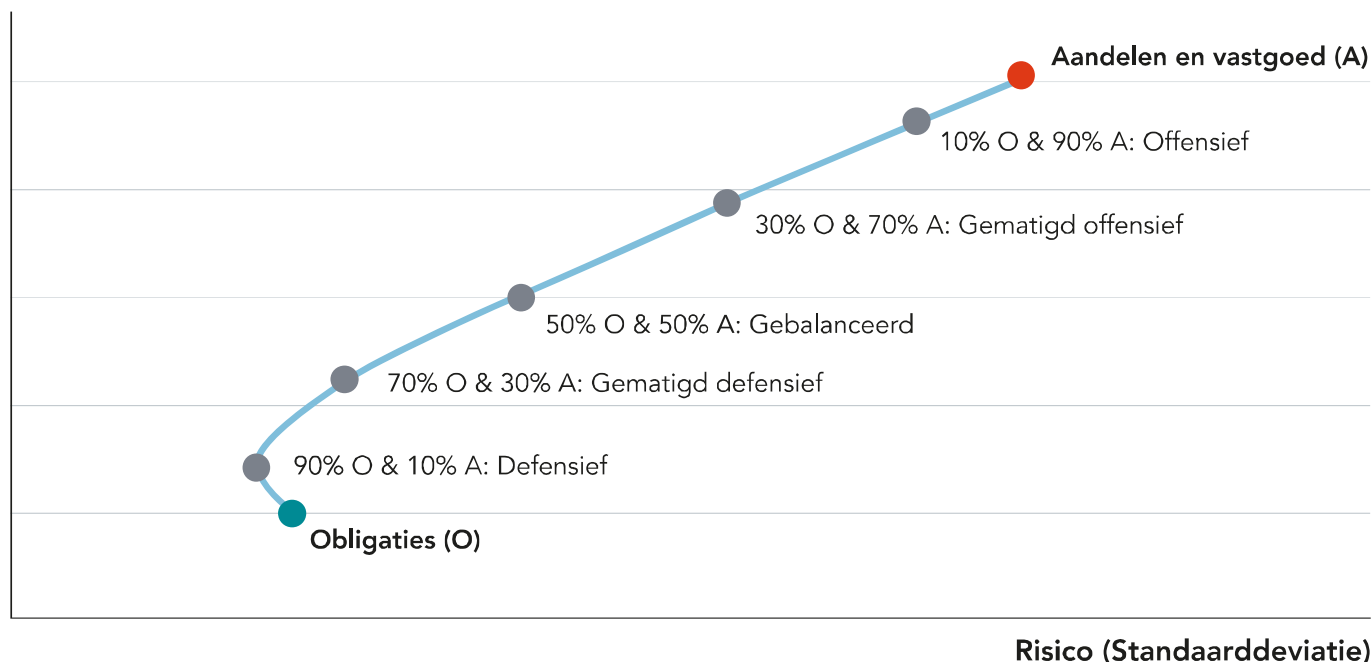 Aandelen en vastgoed (A)
10% O & 90% A: Offensief
30% O & 70% A: Gematigd offensief
50% O & 50% A: Gebalanceerd
70% O & 30% A: Gematigd defensief
90% O & 10% A: Defensief
Obligaties (O)
Risico (Standaarddeviatie)